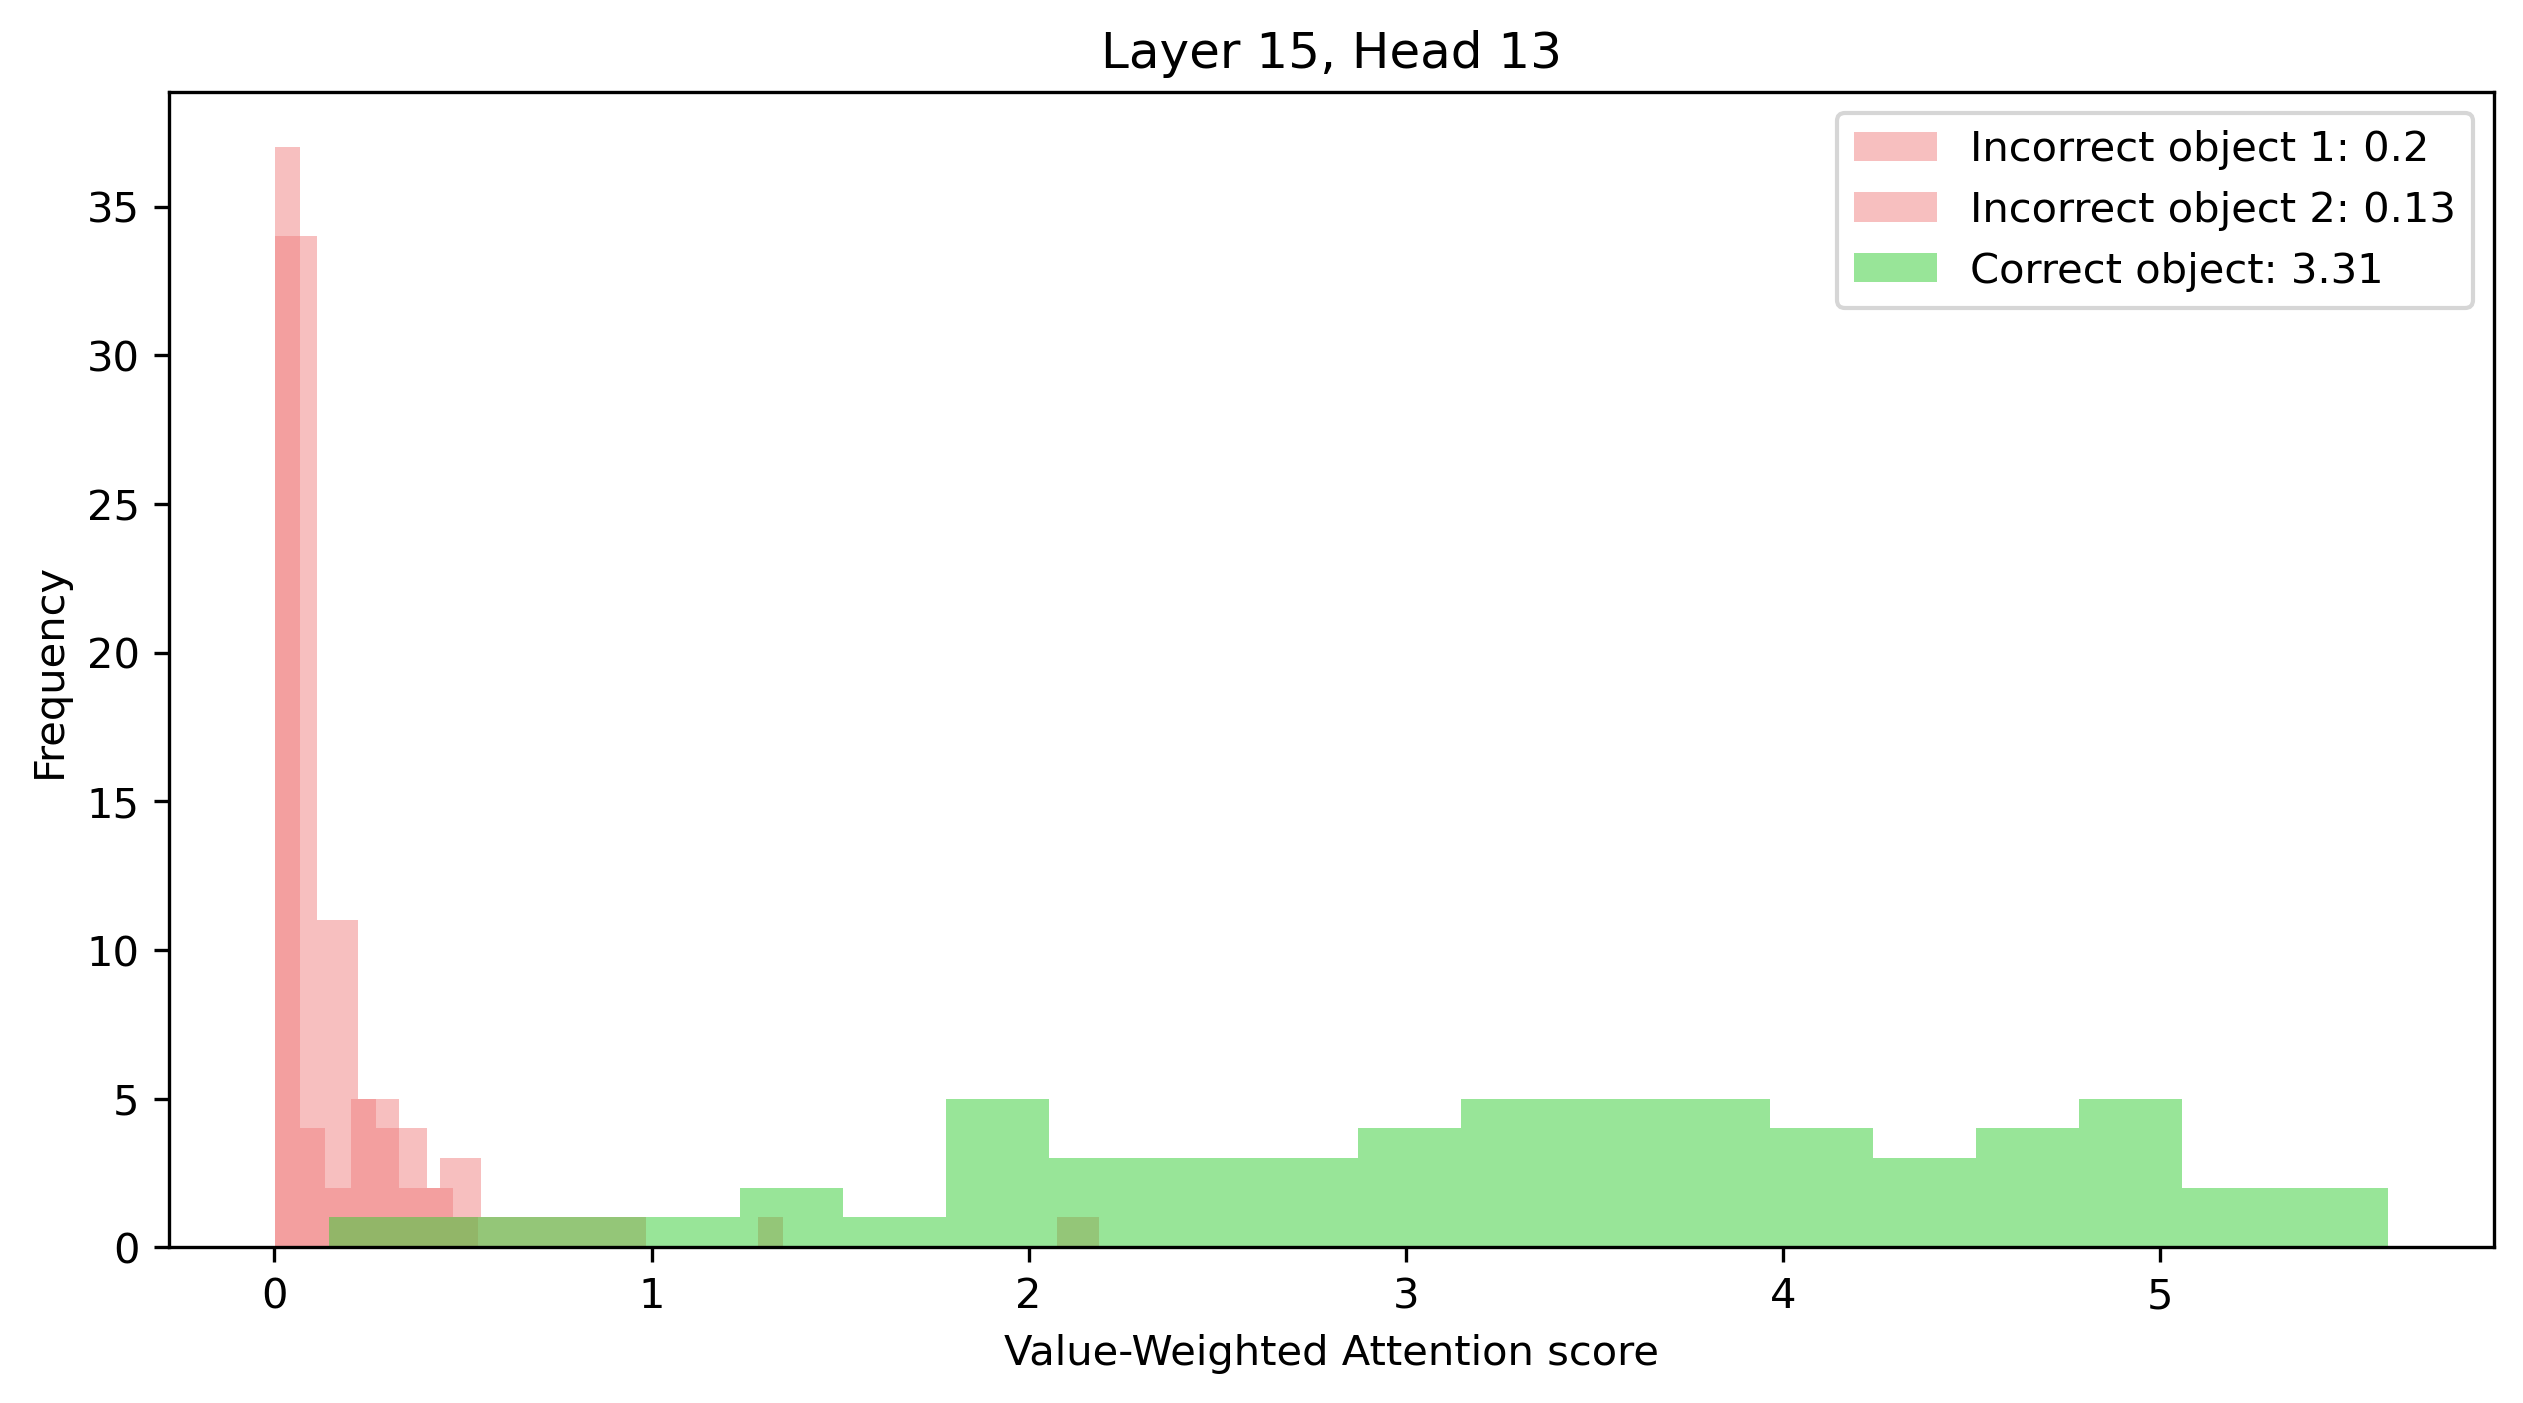 Layer 15, Head 13
Incorrect object 1: 0.2
Incorrect object 2: 0.13
Correct object: 3.31
Frequency
35
30
25
20
15
10
5
0
0 1 2 3 4 5
Value-Weighted Attention score